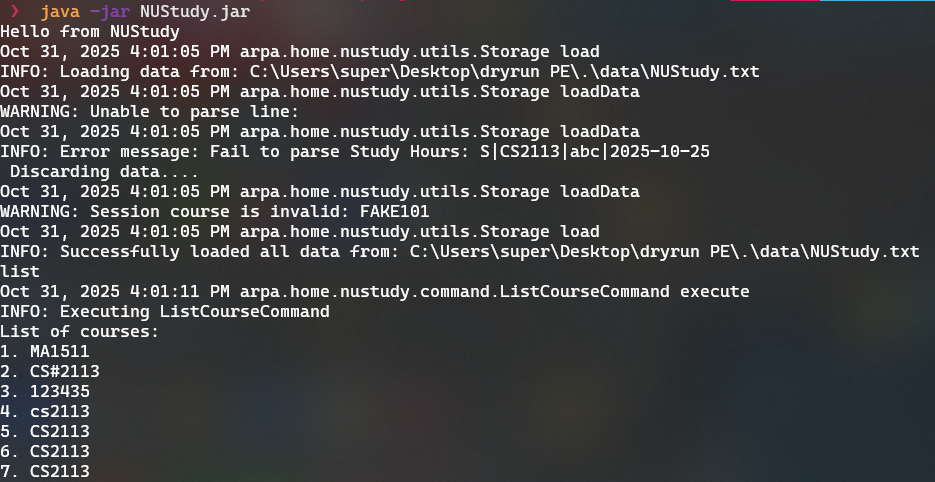 ❯ java -jar NUStudy.jar
Hello from NUStudy
Oct 31, 2025 4:01:05 PM arpa.home.nustudy.utils.Storage load
INFO: Loading data from: C:\Users\super\Desktop\dryrun PE\.\data\NUStudy.txt
Oct 31, 2025 4:01:05 PM arpa.home.nustudy.utils.Storage loadData
WARNING: Unable to parse line:
Oct 31, 2025 4:01:05 PM arpa.home.nustudy.utils.Storage loadData
INFO: Error message: Fail to parse Study Hours: S|CS2113|abc|2025-10-25
 Discarding data....
Oct 31, 2025 4:01:05 PM arpa.home.nustudy.utils.Storage loadData
WARNING: Session course is invalid: FAKE101
Oct 31, 2025 4:01:05 PM arpa.home.nustudy.utils.Storage load
INFO: Successfully loaded all data from: C:\Users\super\Desktop\dryrun PE\.\data\NUStudy.txt
list
Oct 31, 2025 4:01:11 PM arpa.home.nustudy.command.ListCourseCommand execute
INFO: Executing ListCourseCommand
List of courses:
1. MA1511
2. CS#2113
3. 123435
4. cs2113
5. CS2113
6. CS2113
7. CS2113